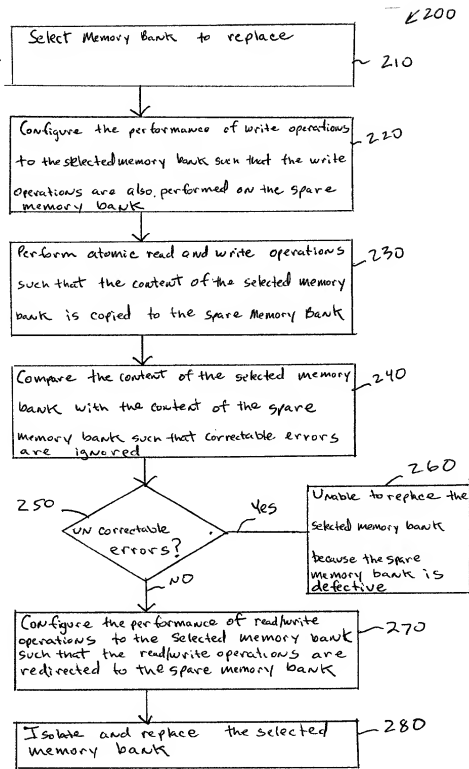 200
Select Memory Bank to replace
210
Configure the performance of write operations
to the selected memory bank such that the write
operations are also performed on the spare
memory bank
220
Perform atomic read and write operations
such that the content of the selected memory
bank is copied to the spare Memory Bank
230
Compare the content of the selected memory
bank with the content of the spare
memory bank such that correctable errors
are ignored
240
250
uncorrectable
errors?
Yes
NO
260
Unable to replace the
selected memory bank
because the spare
memory bank is
defective
Configure the performance of read/write
operations to the selected memory bank
such that the read/write operations are
redirected to the spare memory bank
270
Isolate and replace the selected
memory bank
280